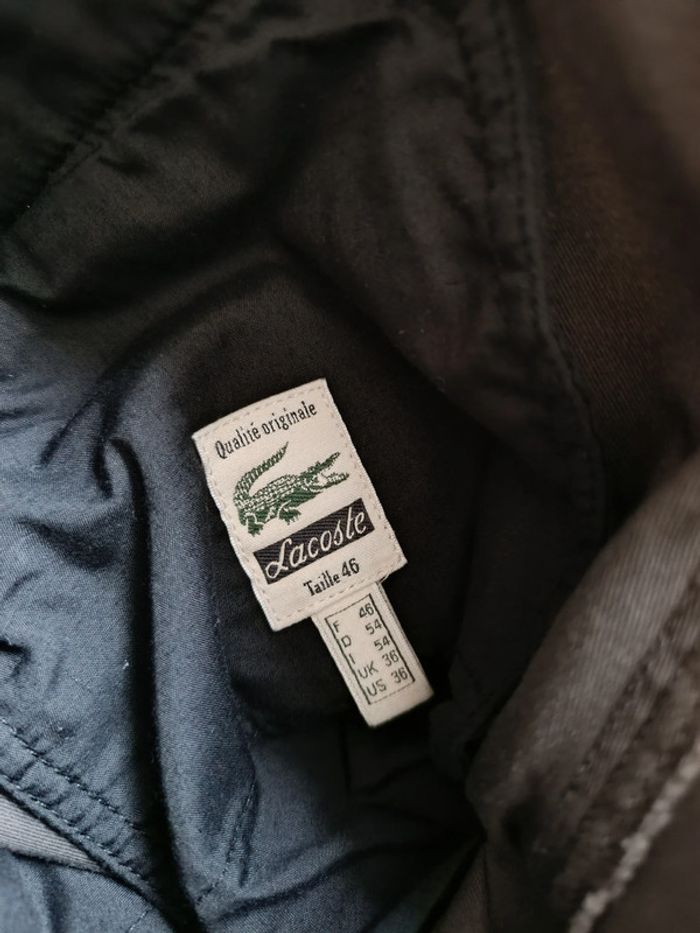 Qualité originale
Lacoste
Taille 46
F 46
D 54
I 54
UK 36
US 36